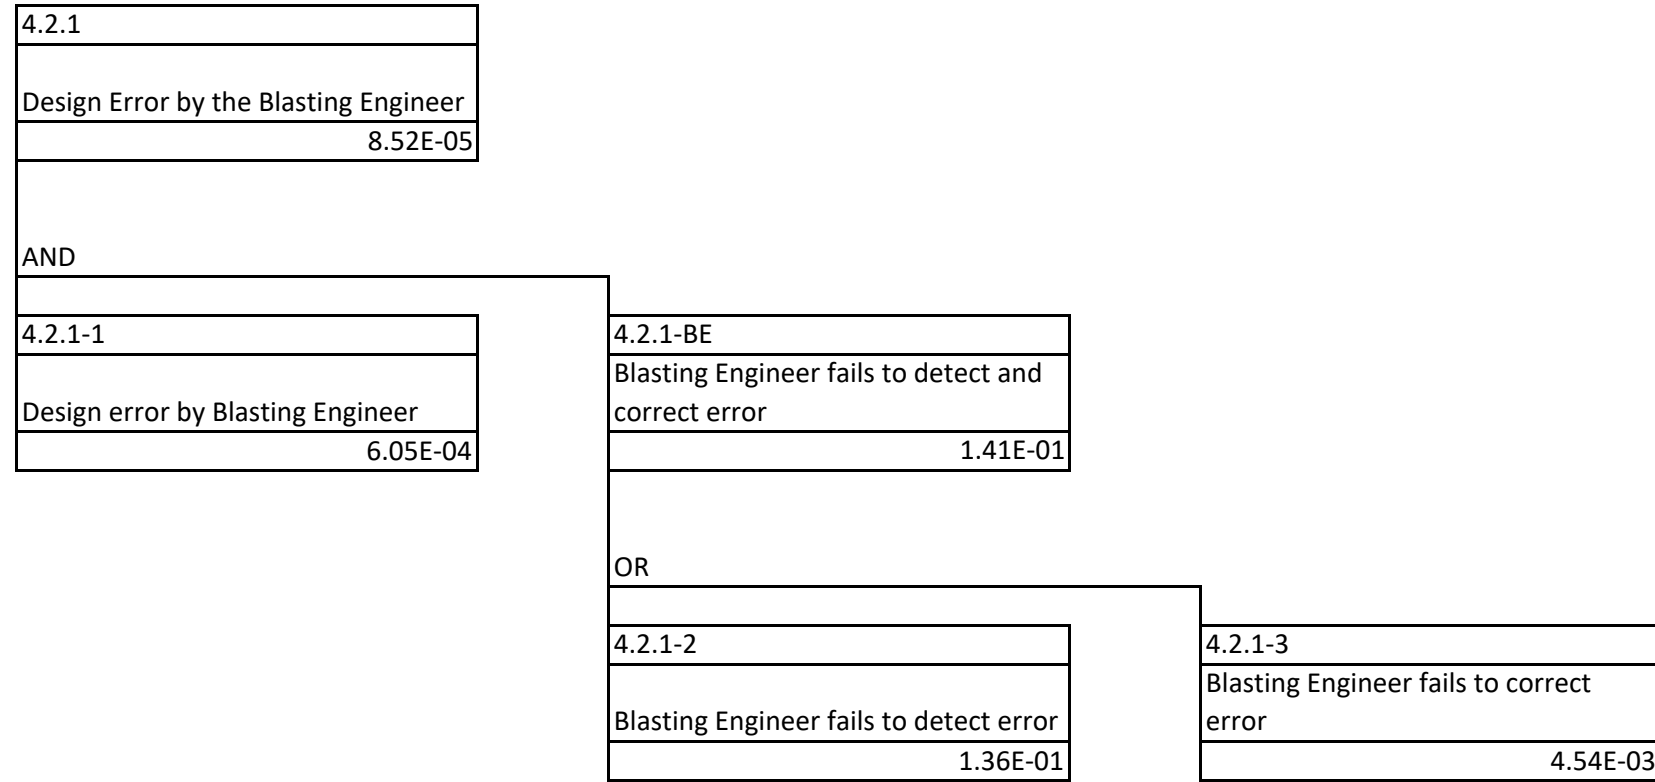 4.2.1
Design Error by the Blasting Engineer
8.52E-05
AND
4.2.1-1
Design error by Blasting Engineer
6.05E-04
4.2.1-BE
Blasting Engineer fails to detect and
correct error
1.41E-01
OR
4.2.1-2
Blasting Engineer fails to detect error
1.36E-01
4.2.1-3
Blasting Engineer fails to correct
error
4.54E-03